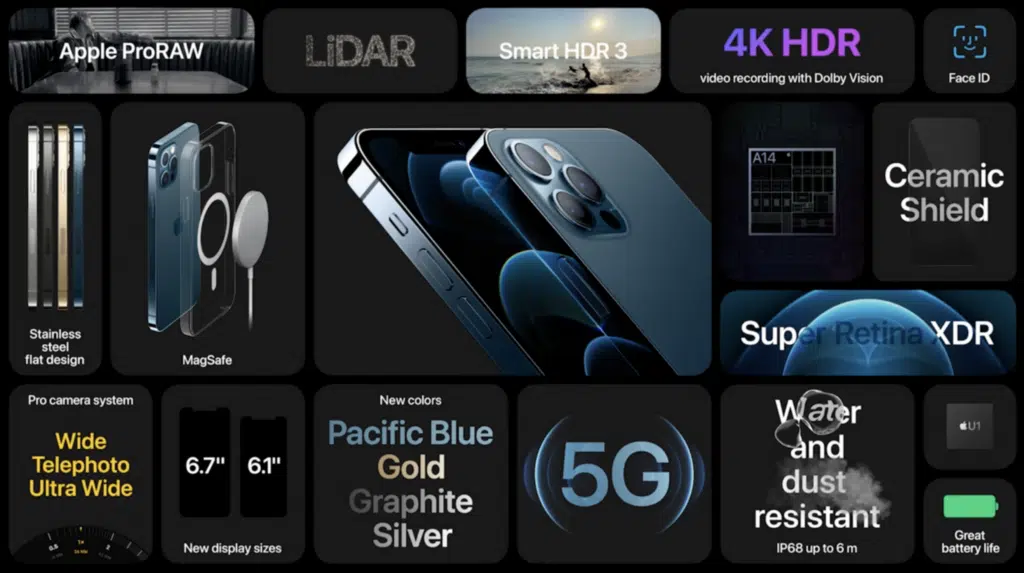 Apple ProRAW
LiDAR
Smart HDR 3
4K HDR
video recording with Dolby Vision
Face ID
Stainless
steel
flat design
MagSafe
A14
Ceramic
Shield
Super Retina XDR
Pro camera system
Wide
Telephoto
Ultra Wide
6.7"
6.1"
New display sizes
New colors
Pacific Blue
Gold
Graphite
Silver
5G
Water
and
dust
resistant
IP68 up to 6 m
U1
Great
battery life